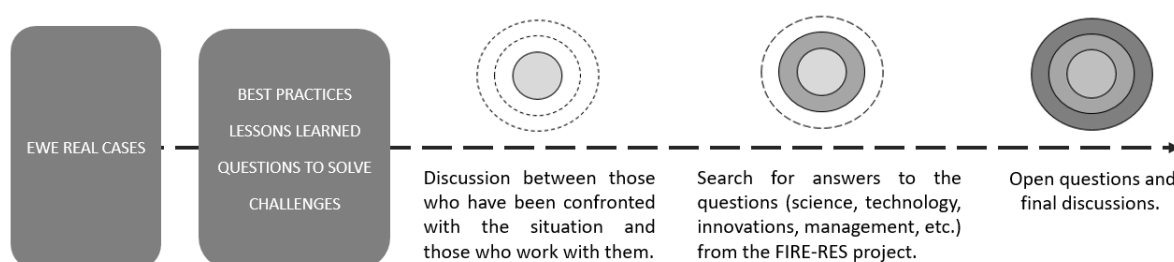 EWE REAL CASES
BEST PRACTICES
LESSONS LEARNED
QUESTIONS TO SOLVE
CHALLENGES
Discussion between those
who have been confronted
with the situation and
those who work with them.
Search for answers to the
questions (science, technology,
innovations, management, etc.)
from the FIRE-RES project.
Open questions and
final discussions.